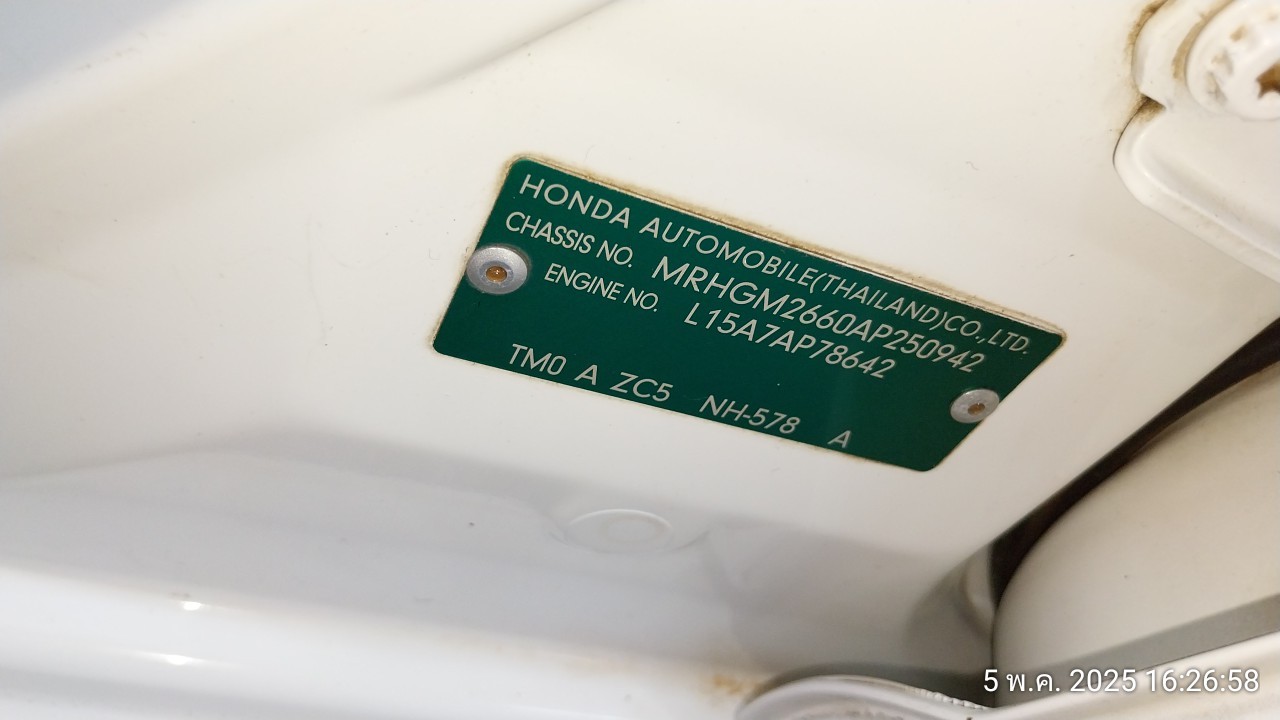 HONDA AUTOMOBILE(THAILAND)CO.,LTD.
CHASSIS NO. MRHGM2660AP250942
ENGINE NO. L15A7AP78642
TM0 A ZC5 NH-578 A
5 พ.ค. 2025 16:26:58